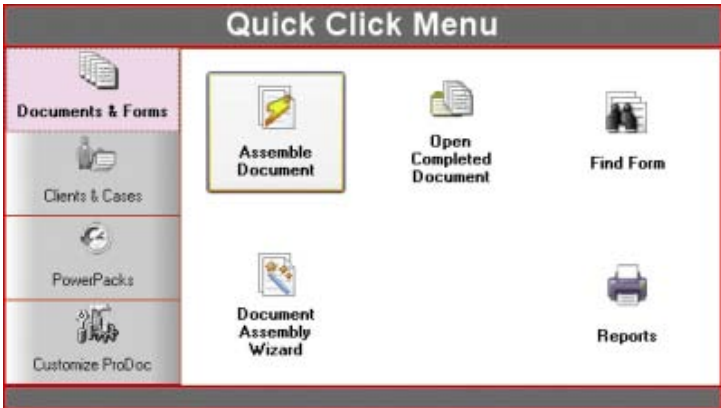 Quick Click Menu
Documents & Forms
Clients & Cases
PowerPacks
Customize ProDoc
Assemble
Document
Open
Completed
Document
Find Form
Document
Assembly
Wizard
Reports